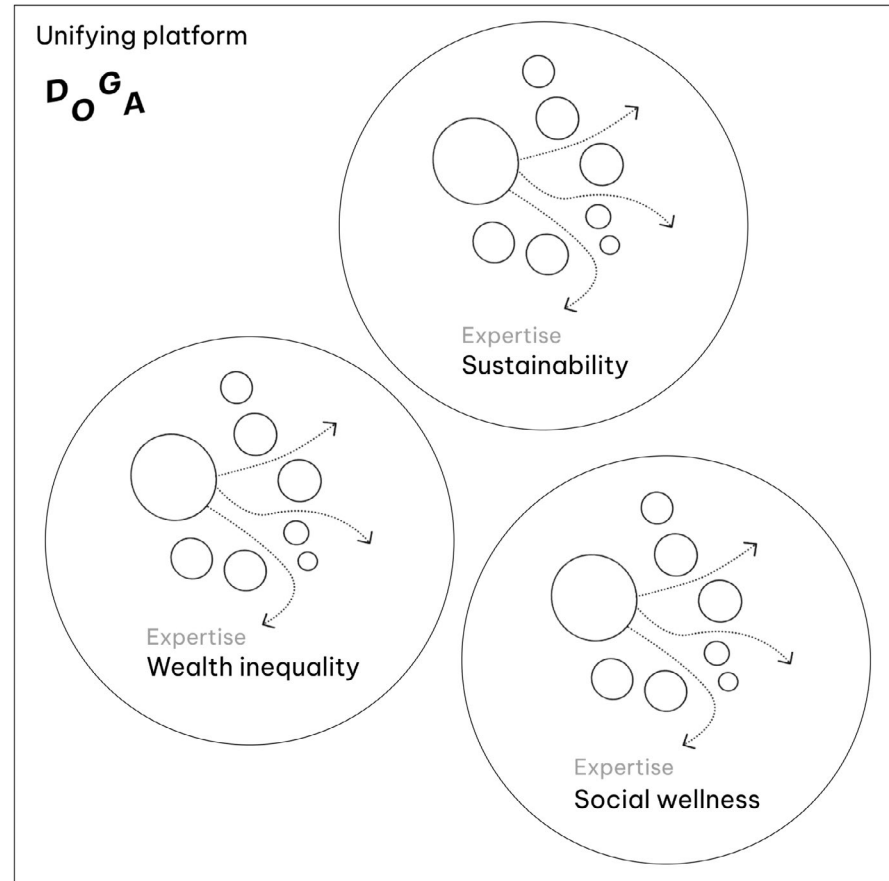 Unifying platform
DOGA
Expertise
Sustainability
Expertise
Wealth inequality
Expertise
Social wellness